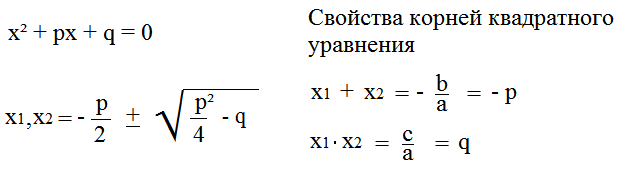 x² + px + q = 0
x1,x2 = - p/2 ± √(p²/4 - q)
Свойства корней квадратного
уравнения
x1 + x2 = - b/a = - p
x1 · x2 = c/a = q